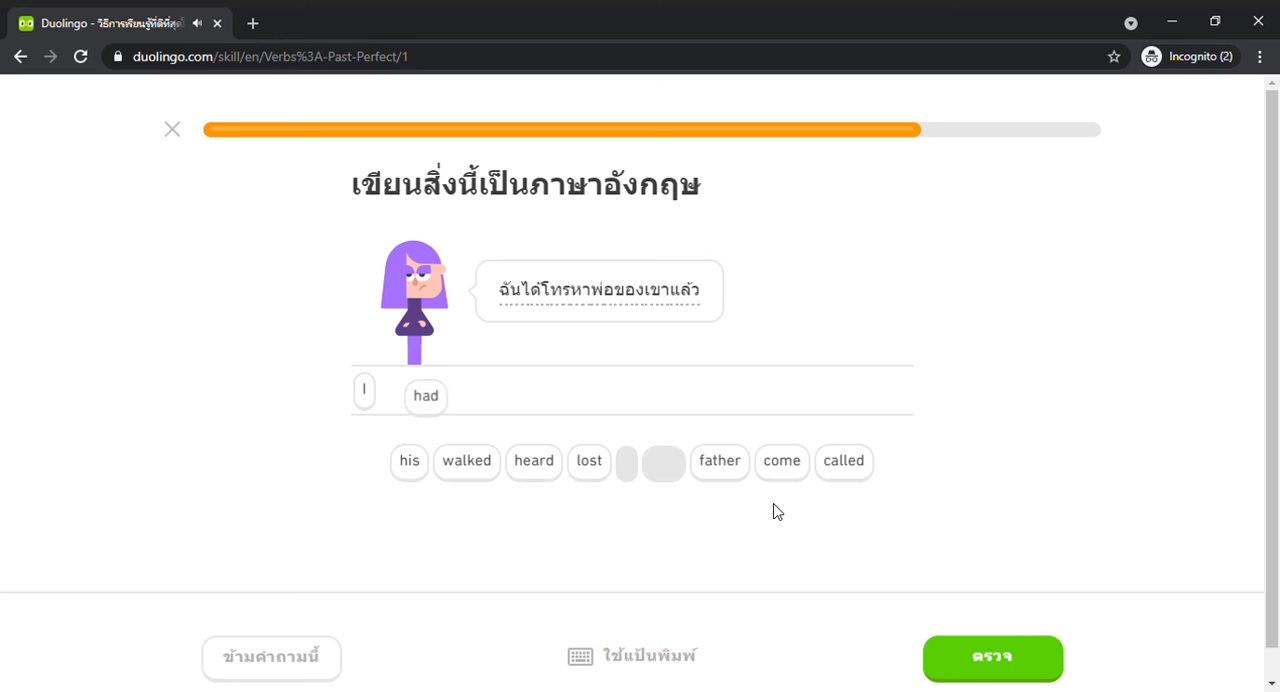 Duolingo - วิธีการเรียนรู้ที่ดีที่สุด
duolingo.com/skill/en/Verbs%3A-Past-Perfect/1
Incognito (2)
เขียนสิ่งนี้เป็นภาษาอังกฤษ
ฉันได้โทรหาพ่อของเขาแล้ว
I had
his walked heard lost father come called
ข้ามคำถามนี้ ใช้แป้นพิมพ์ ตรวจ